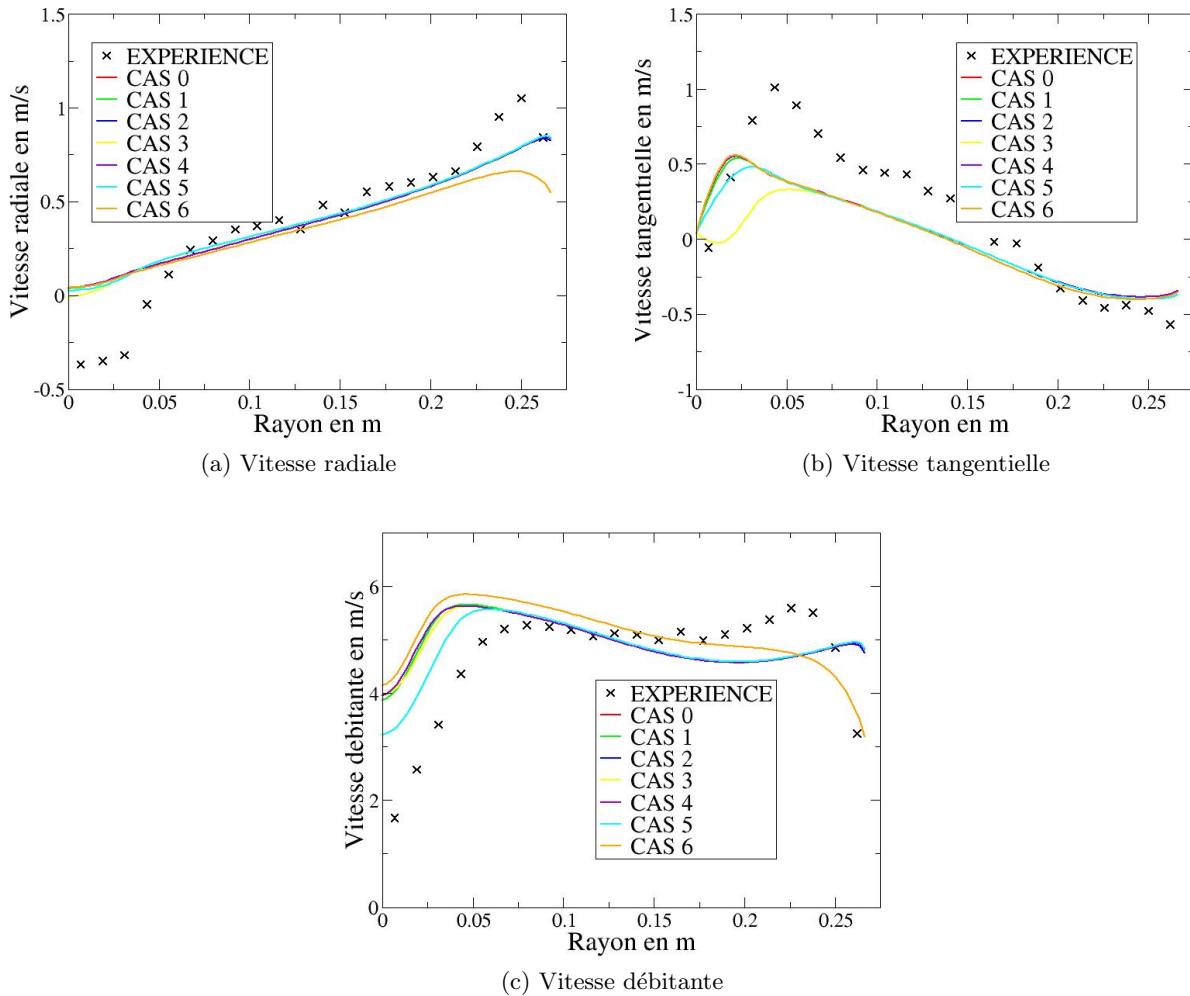 1.5
1
0.5
0
-0.5
Vitesse radiale en m/s
EXPERIENCE
CAS 0
CAS 1
CAS 2
CAS 3
CAS 4
CAS 5
CAS 6
0 0.05 0.1 0.15 0.2 0.25
Rayon en m
(a) Vitesse radiale
1.5
1
0.5
0
-0.5
-1
Vitesse tangentielle en m/s
EXPERIENCE
CAS 0
CAS 1
CAS 2
CAS 3
CAS 4
CAS 5
CAS 6
0 0.05 0.1 0.15 0.2 0.25
Rayon en m
(b) Vitesse tangentielle
6
4
2
0
Vitesse debitante en m/s
EXPERIENCE
CAS 0
CAS 1
CAS 2
CAS 3
CAS 4
CAS 5
CAS 6
0 0.05 0.1 0.15 0.2 0.25
Rayon en m
(c) Vitesse débitante